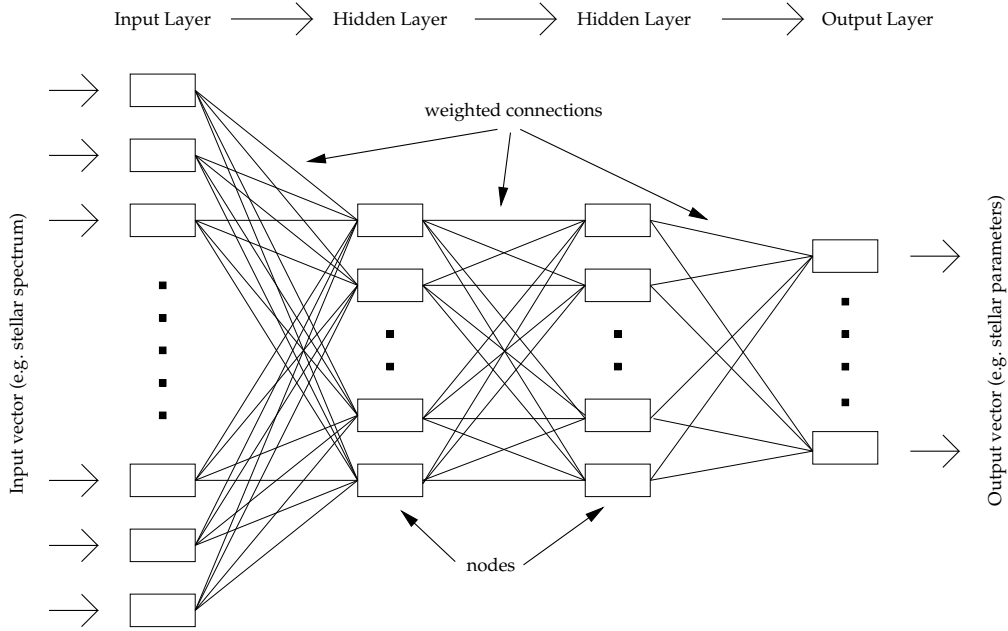 Input Layer
Hidden Layer
Hidden Layer
Output Layer
weighted connections
Input vector (e.g. stellar spectrum)
Output vector (e.g. stellar parameters)
nodes